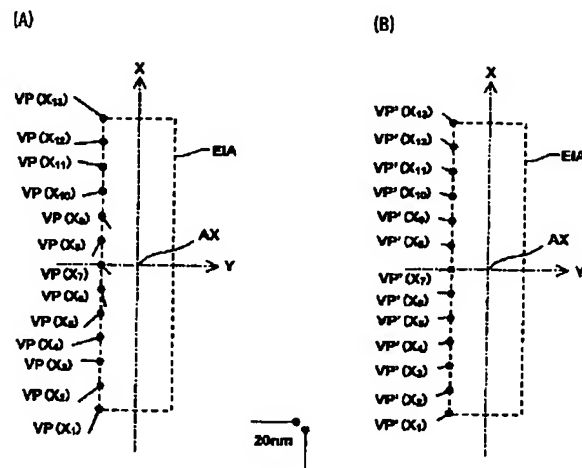 (A)
X
VP (X₁₃)
VP (X₁₂)
EIA
VP (X₁₁)
VP (X₁₀)
VP (X₉)
AX
VP (X₈)
VP (X₇)
Y
VP (X₆)
VP (X₅)
VP (X₄)
VP (X₃)
VP (X₂)
VP (X₁)
20nm
(B)
X
VP' (X₁₃)
VP' (X₁₂)
EIA
VP' (X₁₁)
VP' (X₁₀)
VP' (X₉)
AX
VP' (X₈)
VP' (X₇)
Y
VP' (X₆)
VP' (X₅)
VP' (X₄)
VP' (X₃)
VP' (X₂)
VP' (X₁)